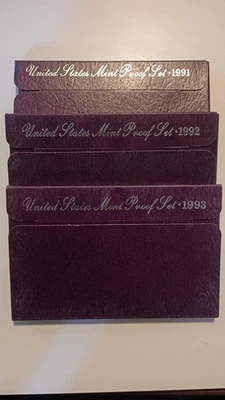 United States Mint Proof Set · 1991
United States Mint Proof Set · 1992
United States Mint Proof Set · 1993